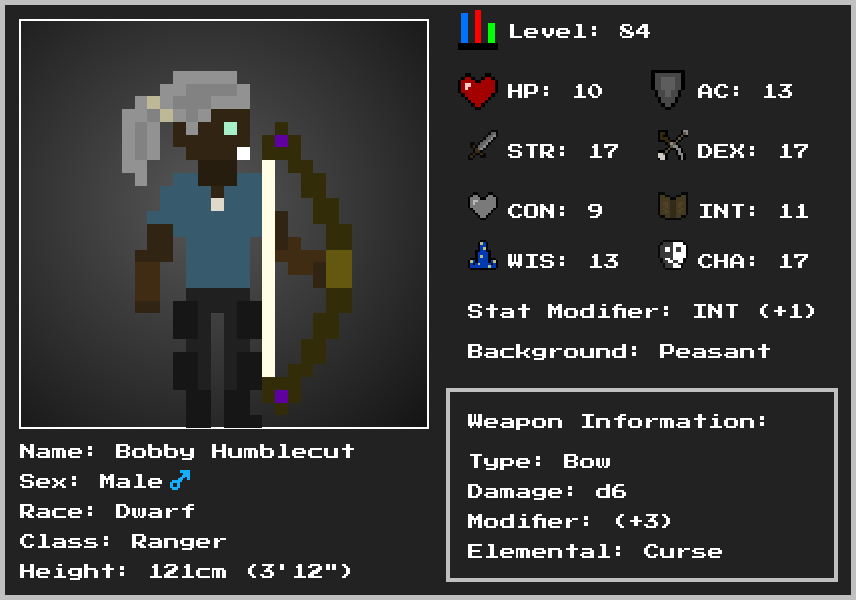 Level: 84
HP: 10
AC: 13
STR: 17
DEX: 17
CON: 9
INT: 11
WIS: 13
CHA: 17
Stat Modifier: INT (+1)
Background: Peasant
Weapon Information:
Type: Bow
Damage: d6
Modifier: (+3)
Elemental: Curse
Name: Bobby Humblecut
Sex: Male ♂
Race: Dwarf
Class: Ranger
Height: 121cm (3'12")